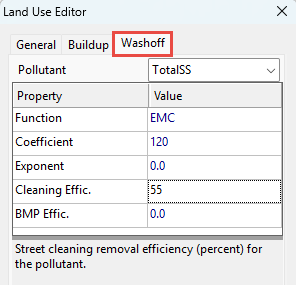 Land Use Editor
General Buildup Washoff
Pollutant TotalSS
Property Value
Function EMC
Coefficient 120
Exponent 0.0
Cleaning Effic. 55
BMP Effic. 0.0
Street cleaning removal efficiency (percent) for
the pollutant.